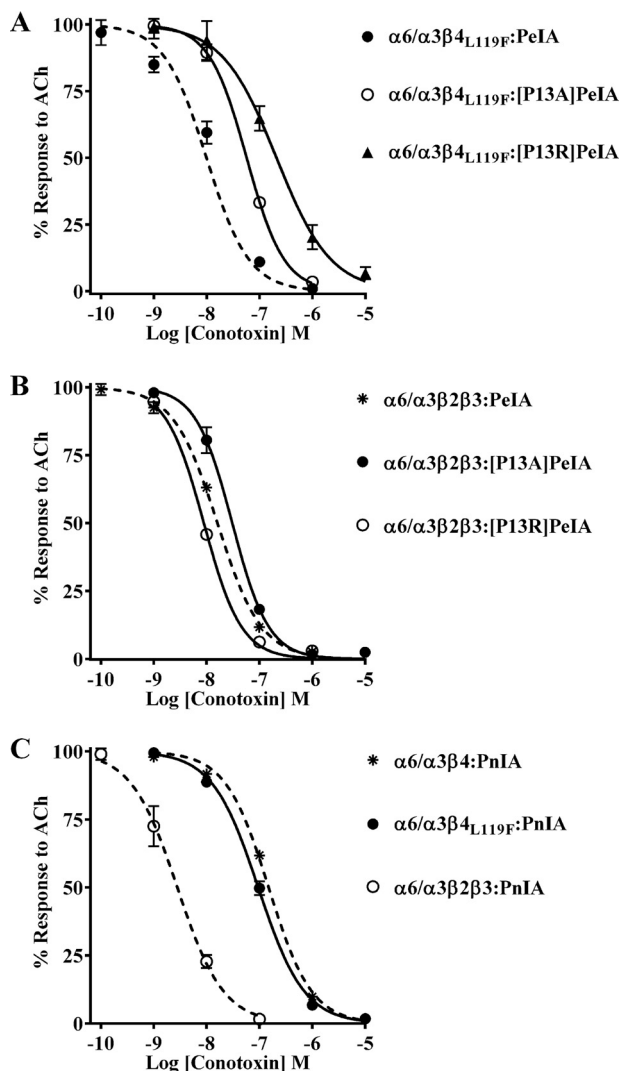 A
% Response to ACh
100
75
50
25
0
-10 -9 -8 -7 -6 -5
Log [Conotoxin] M
α6/α3β4L119F:PeIA
α6/α3β4L119F:[P13A]PeIA
α6/α3β4L119F:[P13R]PeIA
B
% Response to ACh
100
75
50
25
0
-10 -9 -8 -7 -6 -5
Log [Conotoxin] M
α6/α3β2β3:PeIA
α6/α3β2β3:[P13A]PeIA
α6/α3β2β3:[P13R]PeIA
C
% Response to ACh
100
75
50
25
0
-10 -9 -8 -7 -6 -5
Log [Conotoxin] M
α6/α3β4:PnIA
α6/α3β4L119F:PnIA
α6/α3β2β3:PnIA